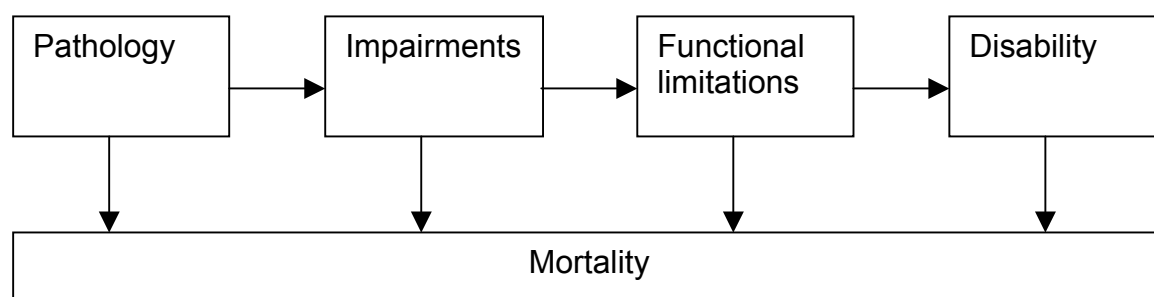 Pathology
Impairments
Functional
limitations
Disability
Mortality